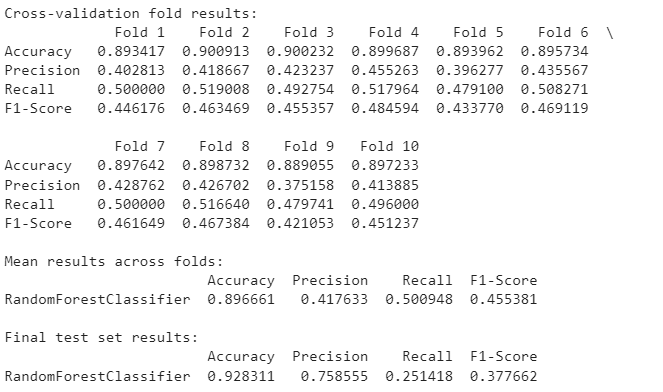 Cross-validation fold results:
Fold 1 Fold 2 Fold 3 Fold 4 Fold 5 Fold 6 \
Accuracy 0.893417 0.900913 0.900232 0.899687 0.893962 0.895734
Precision 0.402813 0.418667 0.423237 0.455263 0.396277 0.435567
Recall 0.500000 0.519008 0.492754 0.517964 0.479100 0.508271
F1-Score 0.446176 0.463469 0.455357 0.484594 0.433770 0.469119
Fold 7 Fold 8 Fold 9 Fold 10
Accuracy 0.897642 0.898732 0.889055 0.897233
Precision 0.428762 0.426702 0.375158 0.413885
Recall 0.500000 0.516640 0.479741 0.496000
F1-Score 0.461649 0.467384 0.421053 0.451237
Mean results across folds:
Accuracy Precision Recall F1-Score
RandomForestClassifier 0.896661 0.417633 0.500948 0.455381
Final test set results:
Accuracy Precision Recall F1-Score
RandomForestClassifier 0.928311 0.758555 0.251418 0.377662